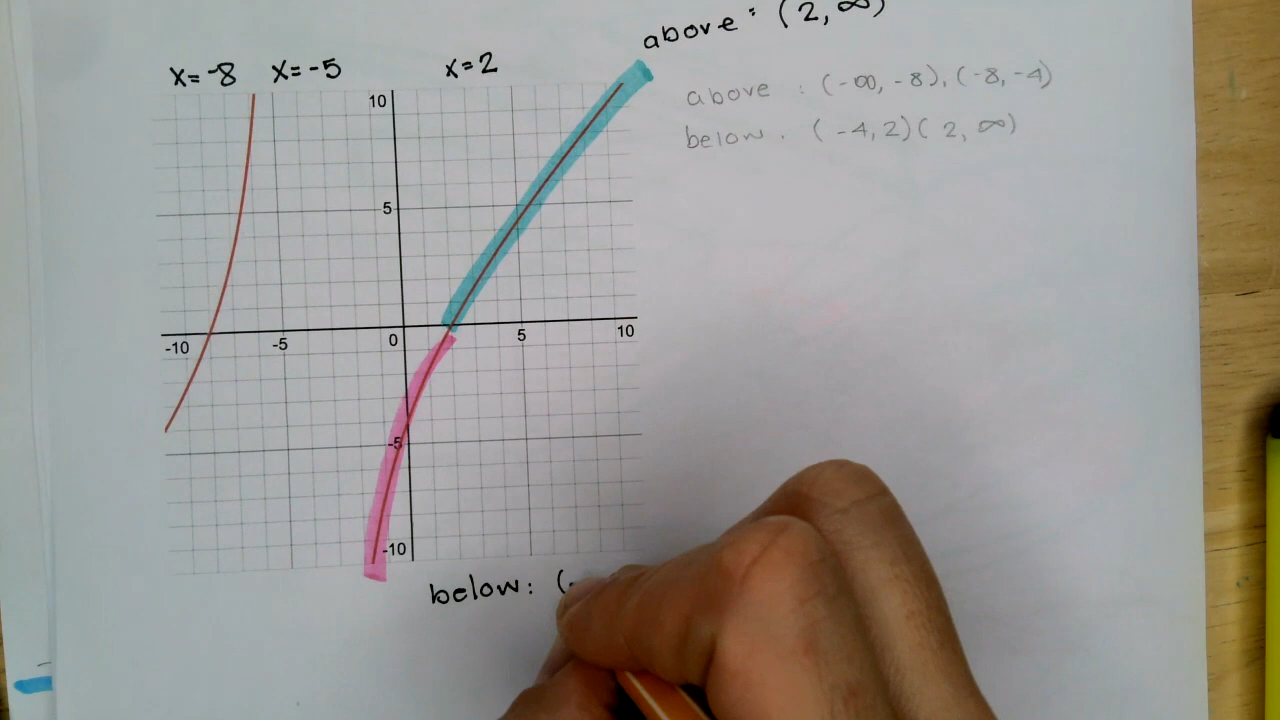 above: (2, ∞)
x=-8 x=-5 x=2
above : (-∞, -8), (-8, -4)
below. (-4, 2)( 2, ∞)
10
5
-10 -5 0 5 10
-5
-10
below: (-